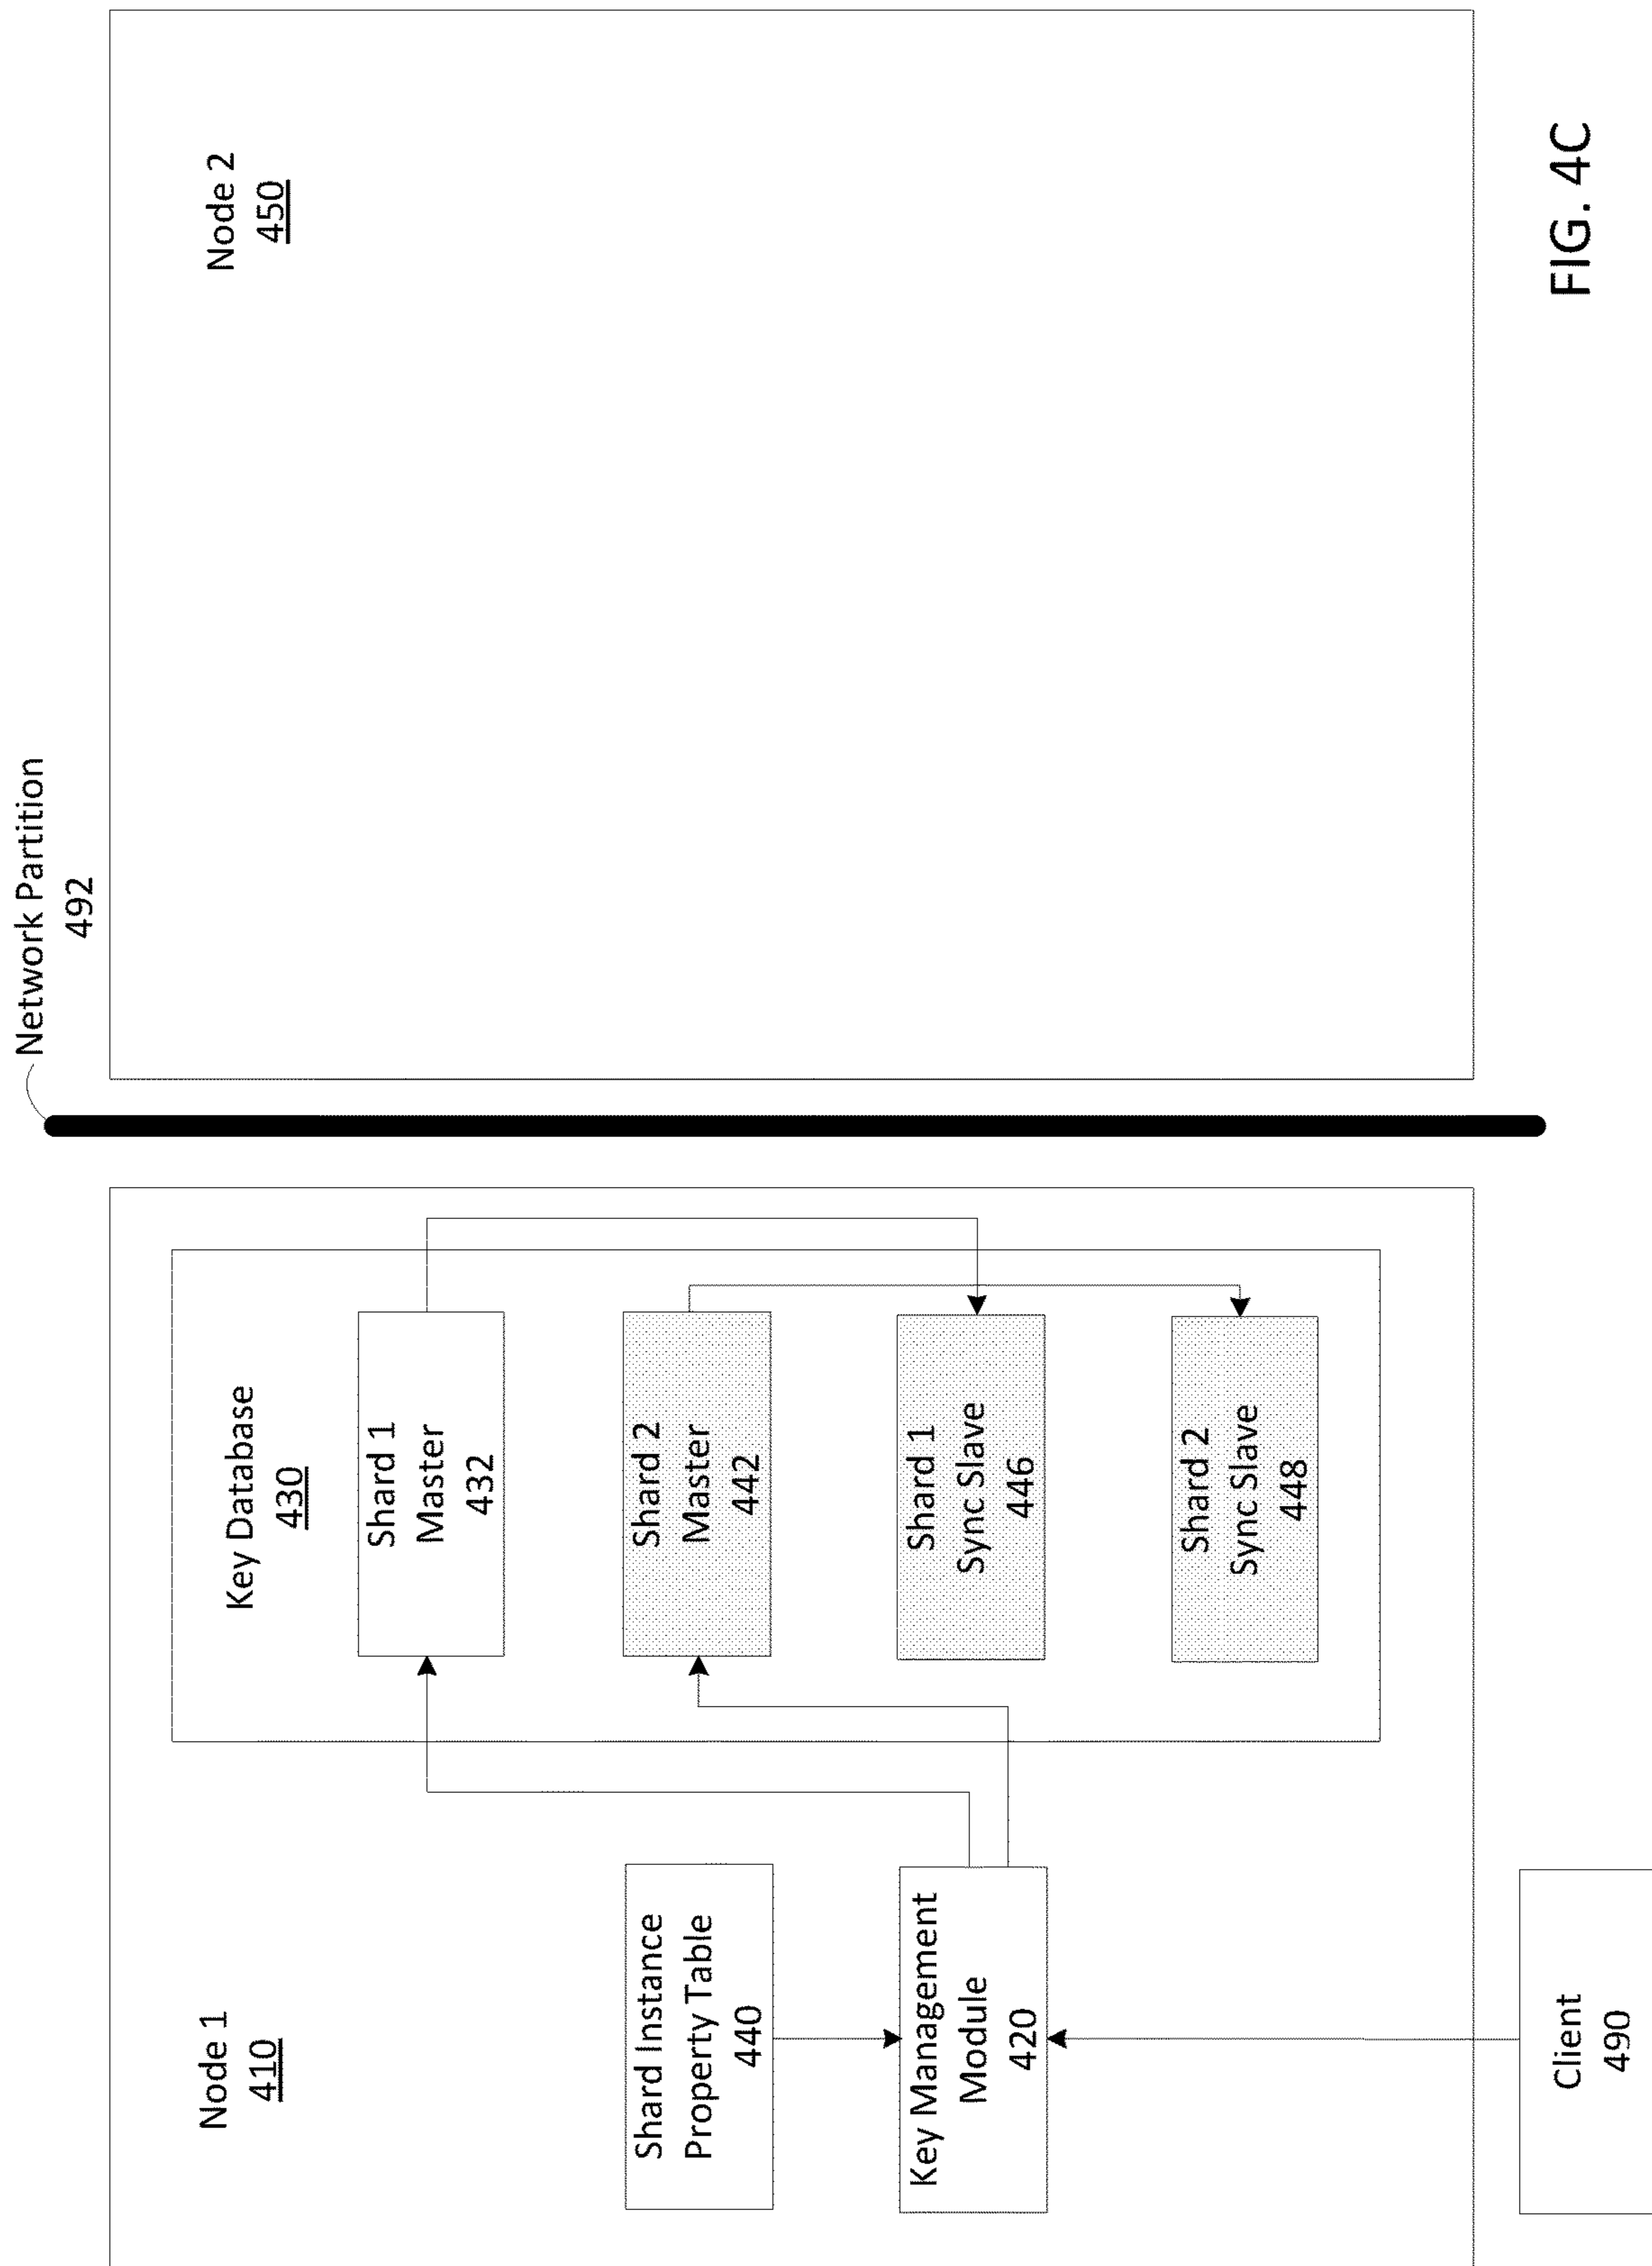 Network Partition
492
Node 1
410
Key Database
430
Node 2
450
Shard 1
Master
432
Shard Instance
Property Table
440
Shard 2
Master
442
Key Management
Module
420
Shard 1
Sync Slave
446
Shard 2
Sync Slave
448
Client
490
FIG. 4C